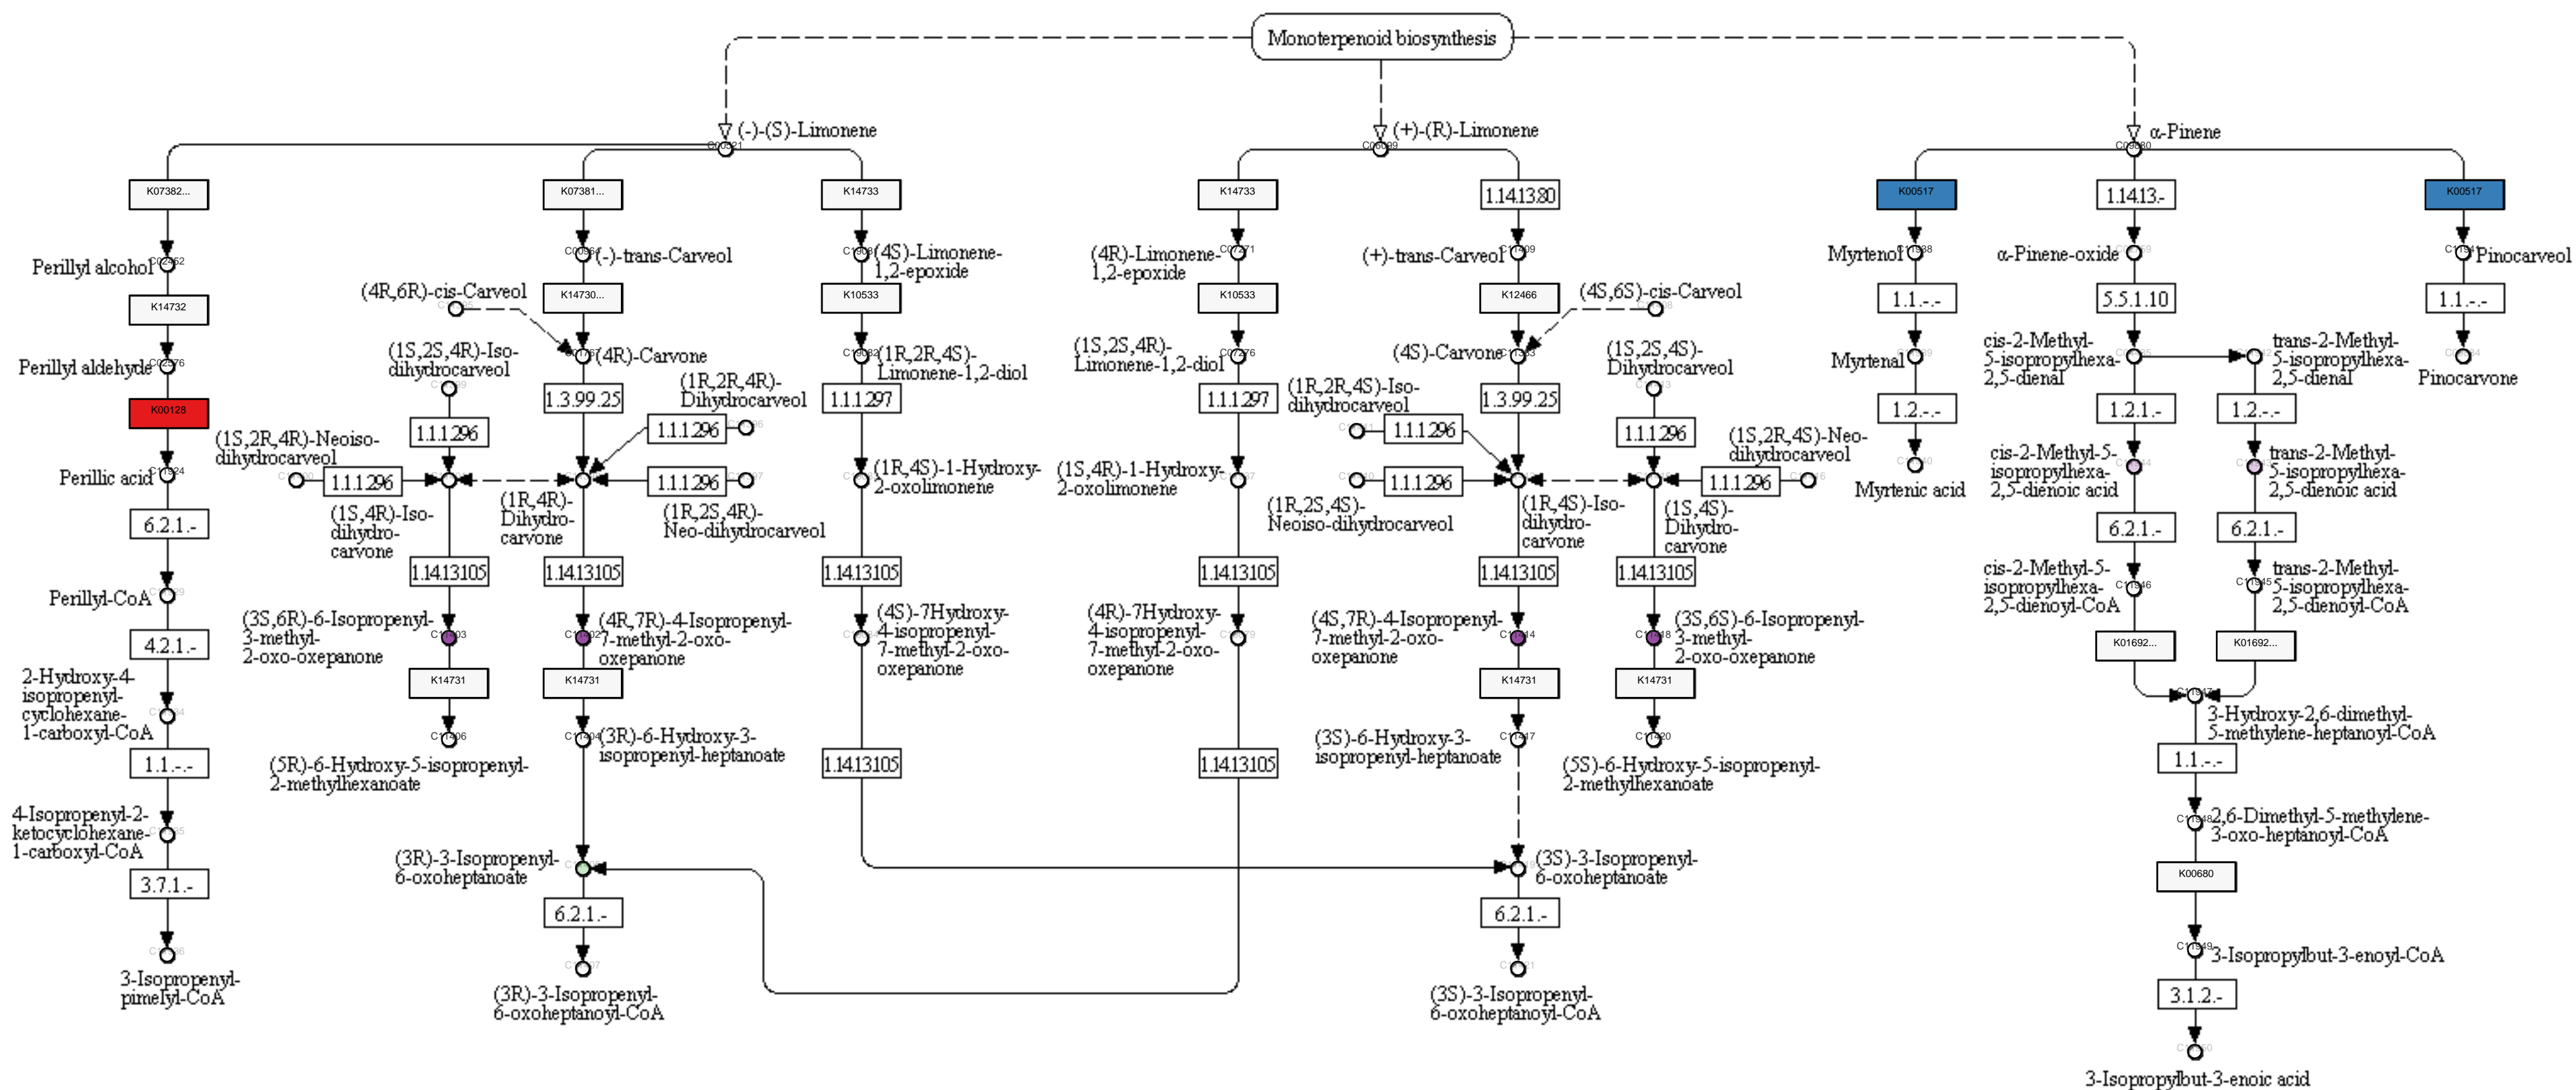 Monoterpenoid biosynthesis
(-)-(S)-Limonene
(+)-(R)-Limonene
α-Pinene
K07382...
K07381...
K14733
K14733
1.14.13.80
K00517
1.14.13.-
K00517
Perillyl alcohol
(-)-trans-Carveol
(4S)-Limonene-
1,2-epoxide
(4R)-Limonene-
1,2-epoxide
(+)-trans-Carveol
C11409
Myrtenol
α-Pinene-oxide
Pinocarveol
K14732
(4R,6R)-cis-Carveol
K14730...
K10533
K10533
K12466
(4S,6S)-cis-Carveol
1.1.-.-
5.5.1.10
1.1.-.-
Perillyl aldehyde
(1S,2S,4R)-Iso-
dihydrocarveol
(4R)-Carvone
(1R,2R,4S)-
Limonene-1,2-diol
(1S,2S,4R)-
Limonene-1,2-diol
(4S)-Carvone
(1S,2S,4S)-
Dihydrocarveol
Myrtenal
cis-2-Methyl-
5-isopropylhexa-
2,5-dienal
trans-2-Methyl-
5-isopropylhexa-
2,5-dienal
Pinocarvone
K00128
1.3.99.25
(1R,2R,4R)-
Dihydrocarveol
1.1.1.297
1.1.1.297
(1R,2R,4S)-Iso-
dihydrocarveol
1.3.99.25
1.2.-.-
1.2.1.-
1.2.-.-
1.1.1.296
1.1.1.296
1.1.1.296
1.1.1.296
Perillic acid
C11924
(1S,2R,4R)-Neoiso-
dihydrocarveol
1.1.1.296
1.1.1.296
(1R,4S)-1-Hydroxy-
2-oxolimonene
(1S,4R)-1-Hydroxy-
2-oxolimonene
1.1.1.296
1.1.1.296
(1S,2R,4S)-Neo-
dihydrocarveol
Myrtenic acid
cis-2-Methyl-5-
isopropylhexa-
2,5-dienoic acid
trans-2-Methyl-
5-isopropylhexa-
2,5-dienoic acid
6.2.1.-
(1S,4R)-Iso-
dihydro-
carvone
(1R,4R)-
Dihydro-
carvone
(1R,2S,4R)-
Neo-dihydrocarveol
(1R,2S,4S)-
Neoiso-dihydrocarveol
(1R,4S)-Iso-
dihydro-
carvone
(1S,4S)-
Dihydro-
carvone
6.2.1.-
6.2.1.-
1.14.13.105
1.14.13.105
1.14.13.105
1.14.13.105
1.14.13.105
1.14.13.105
Perillyl-CoA
cis-2-Methyl-5-
isopropylhexa-
2,5-dienoyl-CoA
C11946
C11945
trans-2-Methyl-
5-isopropylhexa-
2,5-dienoyl-CoA
4.2.1.-
(3S,6R)-6-Isopropenyl-
3-methyl-
2-oxo-oxepanone
C11403
C11402
(4R,7R)-4-Isopropenyl-
7-methyl-2-oxo-
oxepanone
(4S)-7Hydroxy-
4-isopropenyl-
7-methyl-2-oxo-
oxepanone
(4R)-7Hydroxy-
4-isopropenyl-
7-methyl-2-oxo-
oxepanone
(4S,7R)-4-Isopropenyl-
7-methyl-2-oxo-
oxepanone
C11414
C11418
(3S,6S)-6-Isopropenyl-
3-methyl-
2-oxo-oxepanone
K01692...
K01692...
K14731
K14731
K14731
K14731
2-Hydroxy-4-
isopropenyl-
cyclohexane-
1-carboxyl-CoA
C11947
3-Hydroxy-2,6-dimethyl-
5-methylene-heptanoyl-CoA
C11406
C11404
(3R)-6-Hydroxy-3-
isopropenyl-heptanoate
(3S)-6-Hydroxy-3-
isopropenyl-heptanoate
C11417
C11420
1.1.-.-
(5R)-6-Hydroxy-5-isopropenyl-
2-methylhexanoate
1.14.13.105
1.14.13.105
(5S)-6-Hydroxy-5-isopropenyl-
2-methylhexanoate
1.1.-.-
4-Isopropenyl-2-
ketocyclohexane-
1-carboxyl-CoA
C11948
2,6-Dimethyl-5-methylene-
3-oxo-heptanoyl-CoA
3.7.1.-
(3R)-3-Isopropenyl-
6-oxoheptanoate
(3S)-3-Isopropenyl-
6-oxoheptanoate
K00680
6.2.1.-
6.2.1.-
C11949
3-Isopropylbut-3-enoyl-CoA
3-Isopropenyl-
pimelyl-CoA
(3R)-3-Isopropenyl-
6-oxoheptanoyl-CoA
(3S)-3-Isopropenyl-
6-oxoheptanoyl-CoA
3.1.2.-
3-Isopropylbut-3-enoic acid